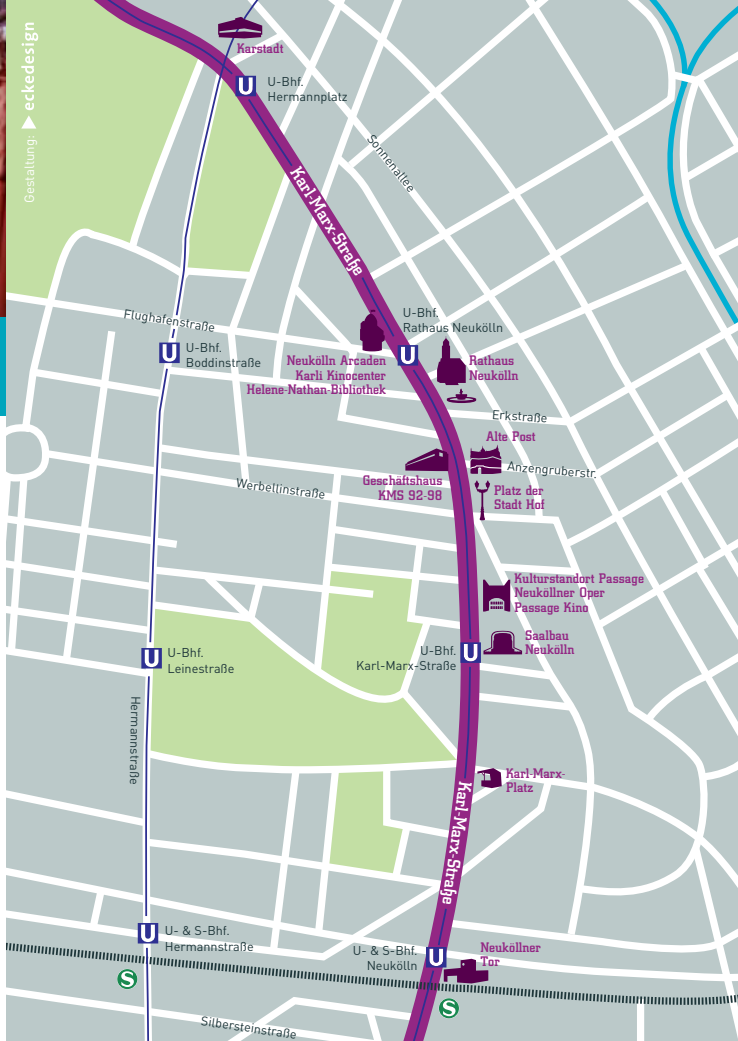 Gestaltung: eckedesign
Karstadt
U
U-Bhf.
Hermannplatz
Sonnenallee
Karl-Marx-Straße
Flughafenstraße
U-Bhf.
Rathaus Neukölln
U
U
U-Bhf.
Boddinstraße
Neukölln Arcaden
Karli Kinocenter
Helene-Nathan-Bibliothek
Rathaus
Neukölln
Erkstraße
Alte Post
Anzengruberstr.
Geschäftshaus
KMS 92-98
Platz der
Stadt Hof
Werbellinstraße
Kulturstandort Passage
Neuköllner Oper
Passage Kino
Saalbau
Neukölln
U
U-Bhf.
Leinestraße
U-Bhf.
Karl-Marx-Straße
U
Hermannstraße
Karl-Marx-
Platz
Karl-Marx-Straße
U
U- & S-Bhf.
Hermannstraße
U- & S-Bhf.
Neukölln
U
Neuköllner
Tor
S
S
Silbersteinstraße